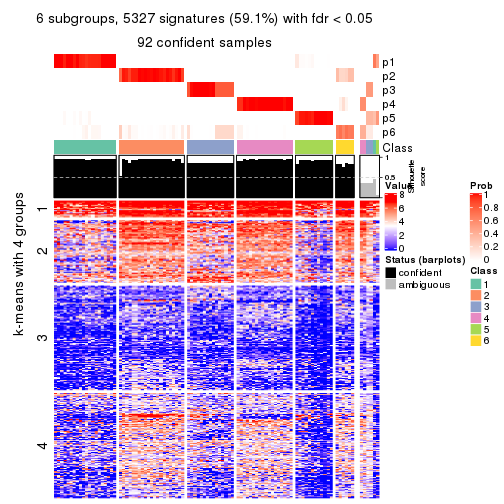 6 subgroups, 5327 signatures (59.1%) with fdr < 0.05
92 confident samples
p1
p2
p3
p4
p5
p6
Class
1
0.5
0
Silhouette
score
k-means with 4 groups
1
2
3
4
Value
8
6
4
2
0
Status (barplots)
confident
ambiguous
Prob
1
0.8
0.6
0.4
0.2
0
Class
1
2
3
4
5
6